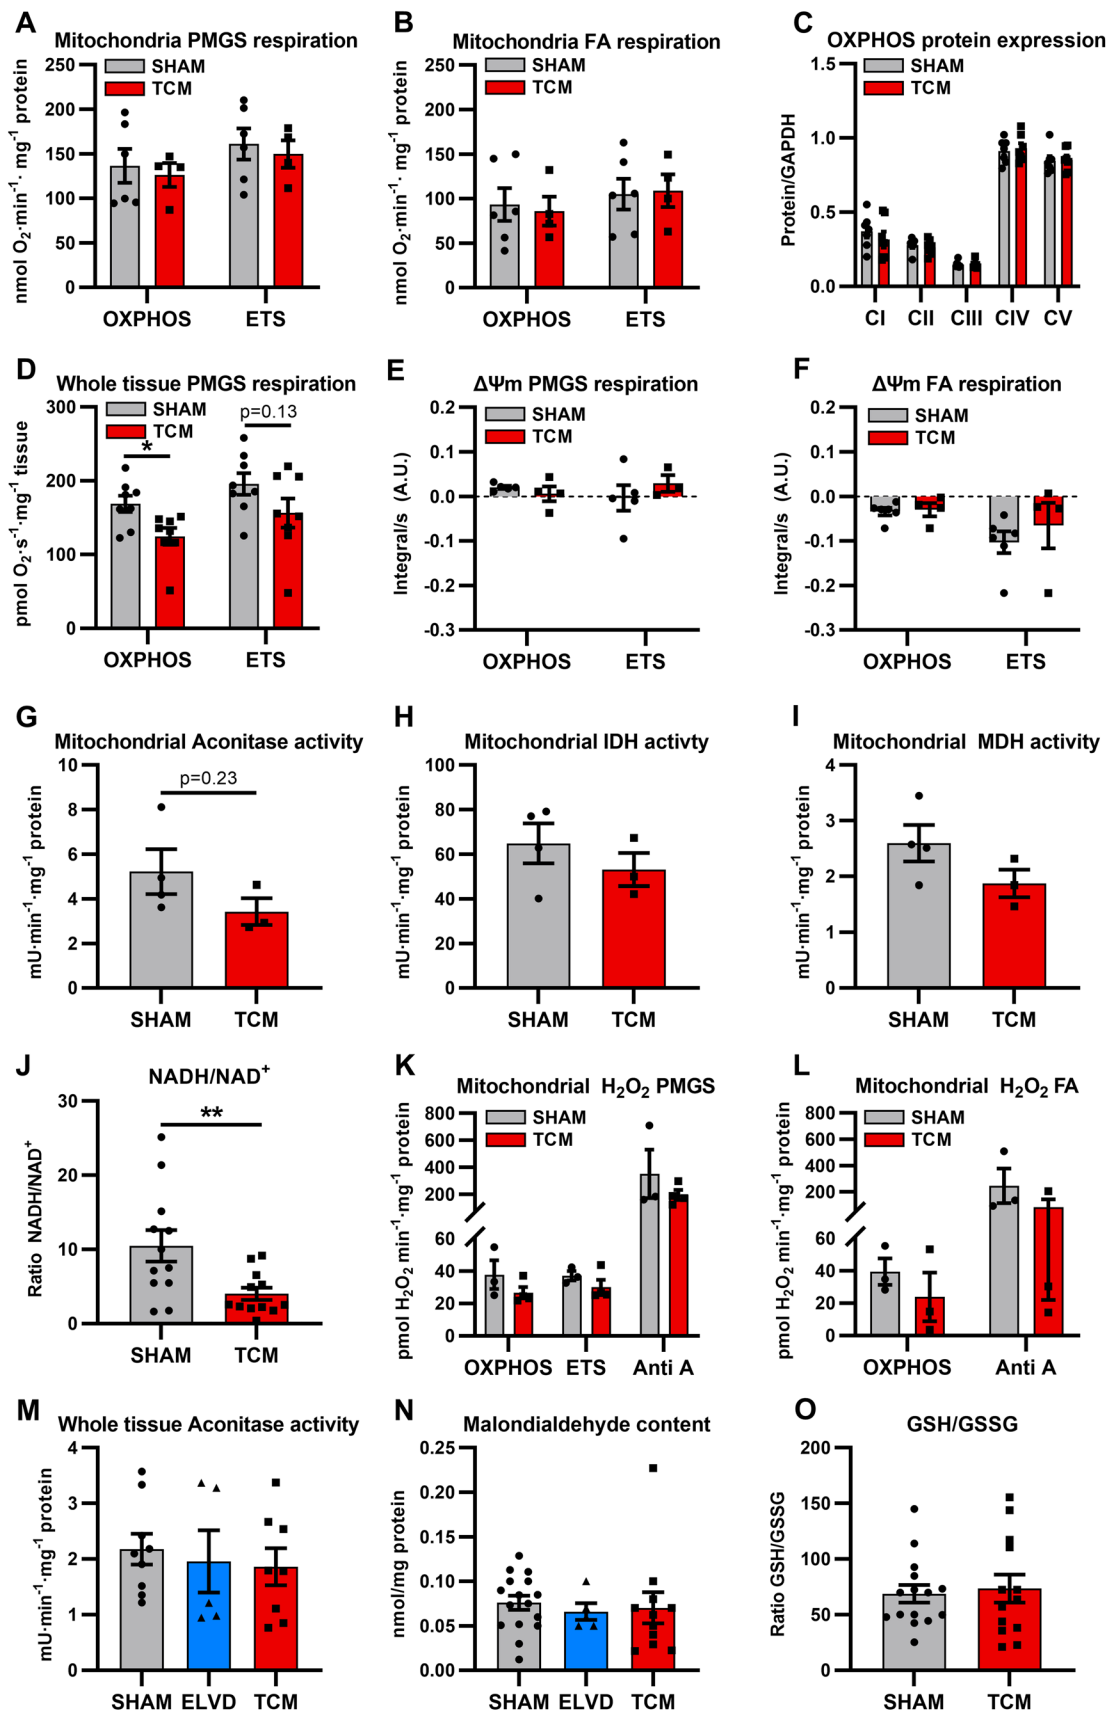 A
Mitochondria PMGS respiration
nmol O₂·min⁻¹· mg⁻¹ protein
250
200
150
100
50
0
SHAM
TCM
OXPHOS ETS
B
Mitochondria FA respiration
nmol O₂·min⁻¹· mg⁻¹ protein
250
200
150
100
50
0
SHAM
TCM
OXPHOS ETS
C
OXPHOS protein expression
Protein/GAPDH
1.5
1.0
0.5
0.0
SHAM
TCM
CI CII CIII CIV CV
D
Whole tissue PMGS respiration
pmol O₂·s⁻¹·mg⁻¹ tissue
300
200
100
0
SHAM
TCM
*
p=0.13
OXPHOS ETS
E
ΔΨm PMGS respiration
Integral/s (A.U.)
0.2
0.1
0.0
-0.1
-0.2
-0.3
SHAM
TCM
OXPHOS ETS
F
ΔΨm FA respiration
Integral/s (A.U.)
0.2
0.1
0.0
-0.1
-0.2
-0.3
SHAM
TCM
OXPHOS ETS
G
Mitochondrial Aconitase activity
mU·min⁻¹·mg⁻¹ protein
10
8
6
4
2
0
p=0.23
SHAM TCM
H
Mitochondrial IDH activty
mU·min⁻¹·mg⁻¹ protein
100
80
60
40
20
0
SHAM TCM
I
Mitochondrial MDH activity
mU·min⁻¹·mg⁻¹ protein
4
3
2
1
0
SHAM TCM
J
NADH/NAD⁺
Ratio NADH/NAD⁺
30
20
10
0
**
SHAM TCM
K
Mitochondrial H₂O₂ PMGS
pmol H₂O₂ min⁻¹·mg⁻¹ protein
800
600
400
200
60
40
20
0
SHAM
TCM
OXPHOS ETS Anti A
L
Mitochondrial H₂O₂ FA
pmol H₂O₂ min⁻¹·mg⁻¹ protein
800
600
400
200
60
40
20
0
SHAM
TCM
OXPHOS Anti A
M
Whole tissue Aconitase activity
mU·min⁻¹·mg⁻¹ protein
4
3
2
1
0
SHAM ELVD TCM
N
Malondialdehyde content
nmol/mg protein
0.25
0.20
0.15
0.10
0.05
0.00
SHAM ELVD TCM
O
GSH/GSSG
Ratio GSH/GSSG
200
150
100
50
0
SHAM TCM